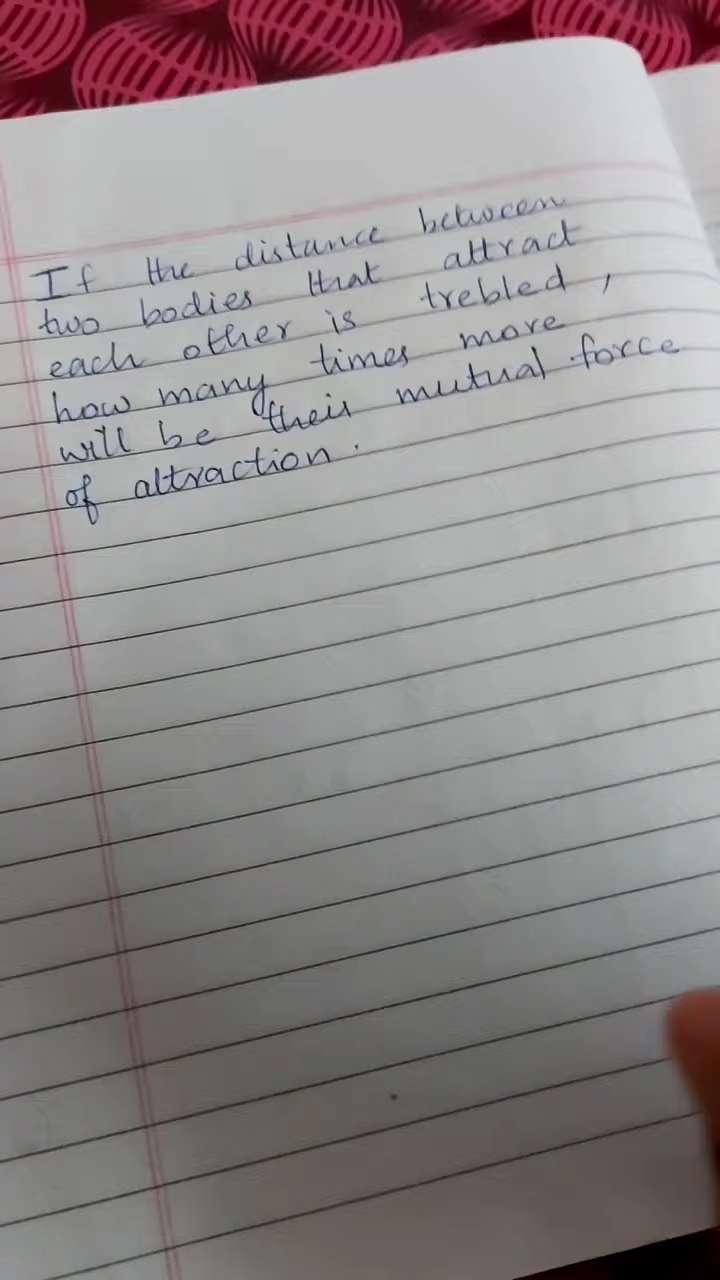 If the distance between
two bodies that attract
each other is trebled,
how many times more
will be their mutual force
of attraction.